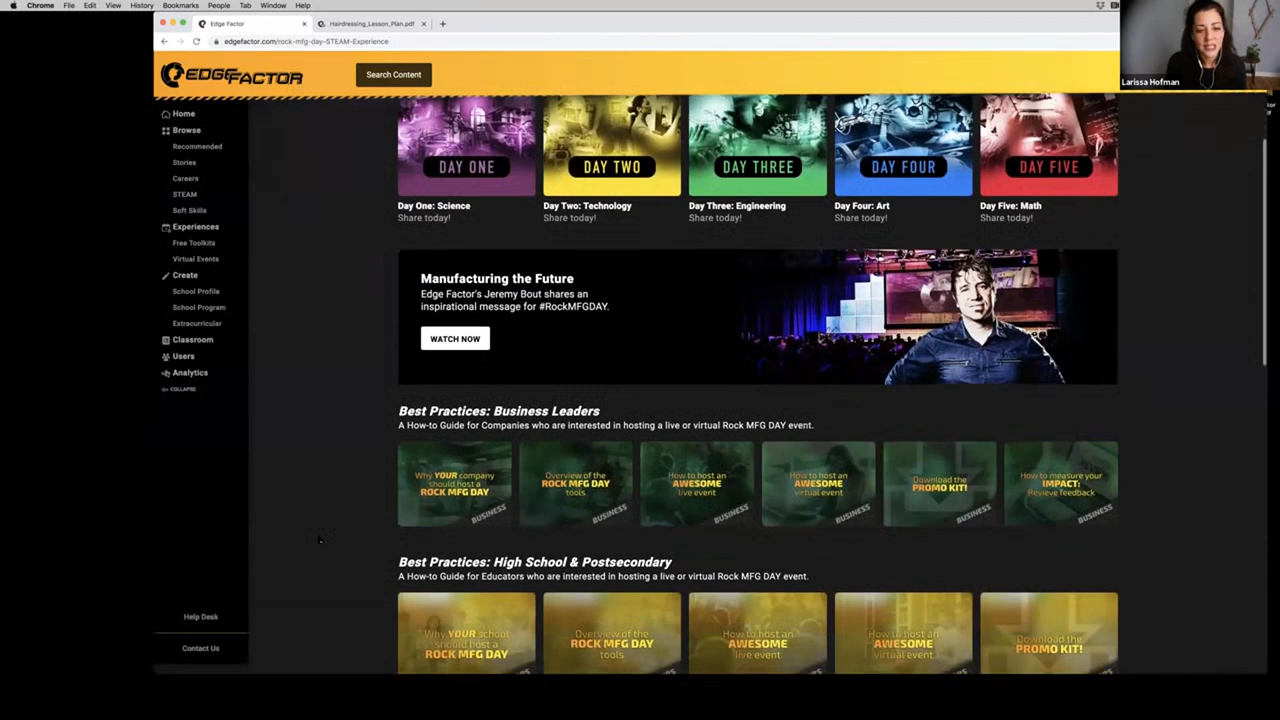 Chrome File Edit View History Bookmarks People Tab Window Help
Edge Factor
Hairdressing_Lesson_Plan.pdf
edgefactor.com/rock-mfg-day-STEAM-Experience
Larissa Hofman
EDGE FACTOR
Search Content
Home
Browse
Recommended
Stories
Careers
STEAM
Soft Skills
Experiences
Free Toolkits
Virtual Events
Create
School Profile
School Program
Extracurricular
Classroom
Users
Analytics
COLLAPSE
Help Desk
Contact Us
DAY ONE
DAY TWO
DAY THREE
DAY FOUR
DAY FIVE
Day One: Science
Share today!
Day Two: Technology
Share today!
Day Three: Engineering
Share today!
Day Four: Art
Share today!
Day Five: Math
Share today!
Manufacturing the Future
Edge Factor's Jeremy Bout shares an
inspirational message for #RockMFGDAY.
WATCH NOW
Best Practices: Business Leaders
A How-to Guide for Companies who are interested in hosting a live or virtual Rock MFG DAY event.
Why YOUR company
should host a
ROCK MFG DAY
BUSINESS
Overview of the
ROCK MFG DAY
tools
BUSINESS
How to host an
AWESOME
live event
BUSINESS
How to host an
AWESOME
virtual event
BUSINESS
Download the
PROMO KIT!
BUSINESS
How to measure your
IMPACT:
Review feedback
BUSINESS
Best Practices: High School & Postsecondary
A How-to Guide for Educators who are interested in hosting a live or virtual Rock MFG DAY event.
Why YOUR school
should host a
ROCK MFG DAY
Overview of the
ROCK MFG DAY
tools
How to host an
AWESOME
live event
How to host an
AWESOME
virtual event
Download the
PROMO KIT!